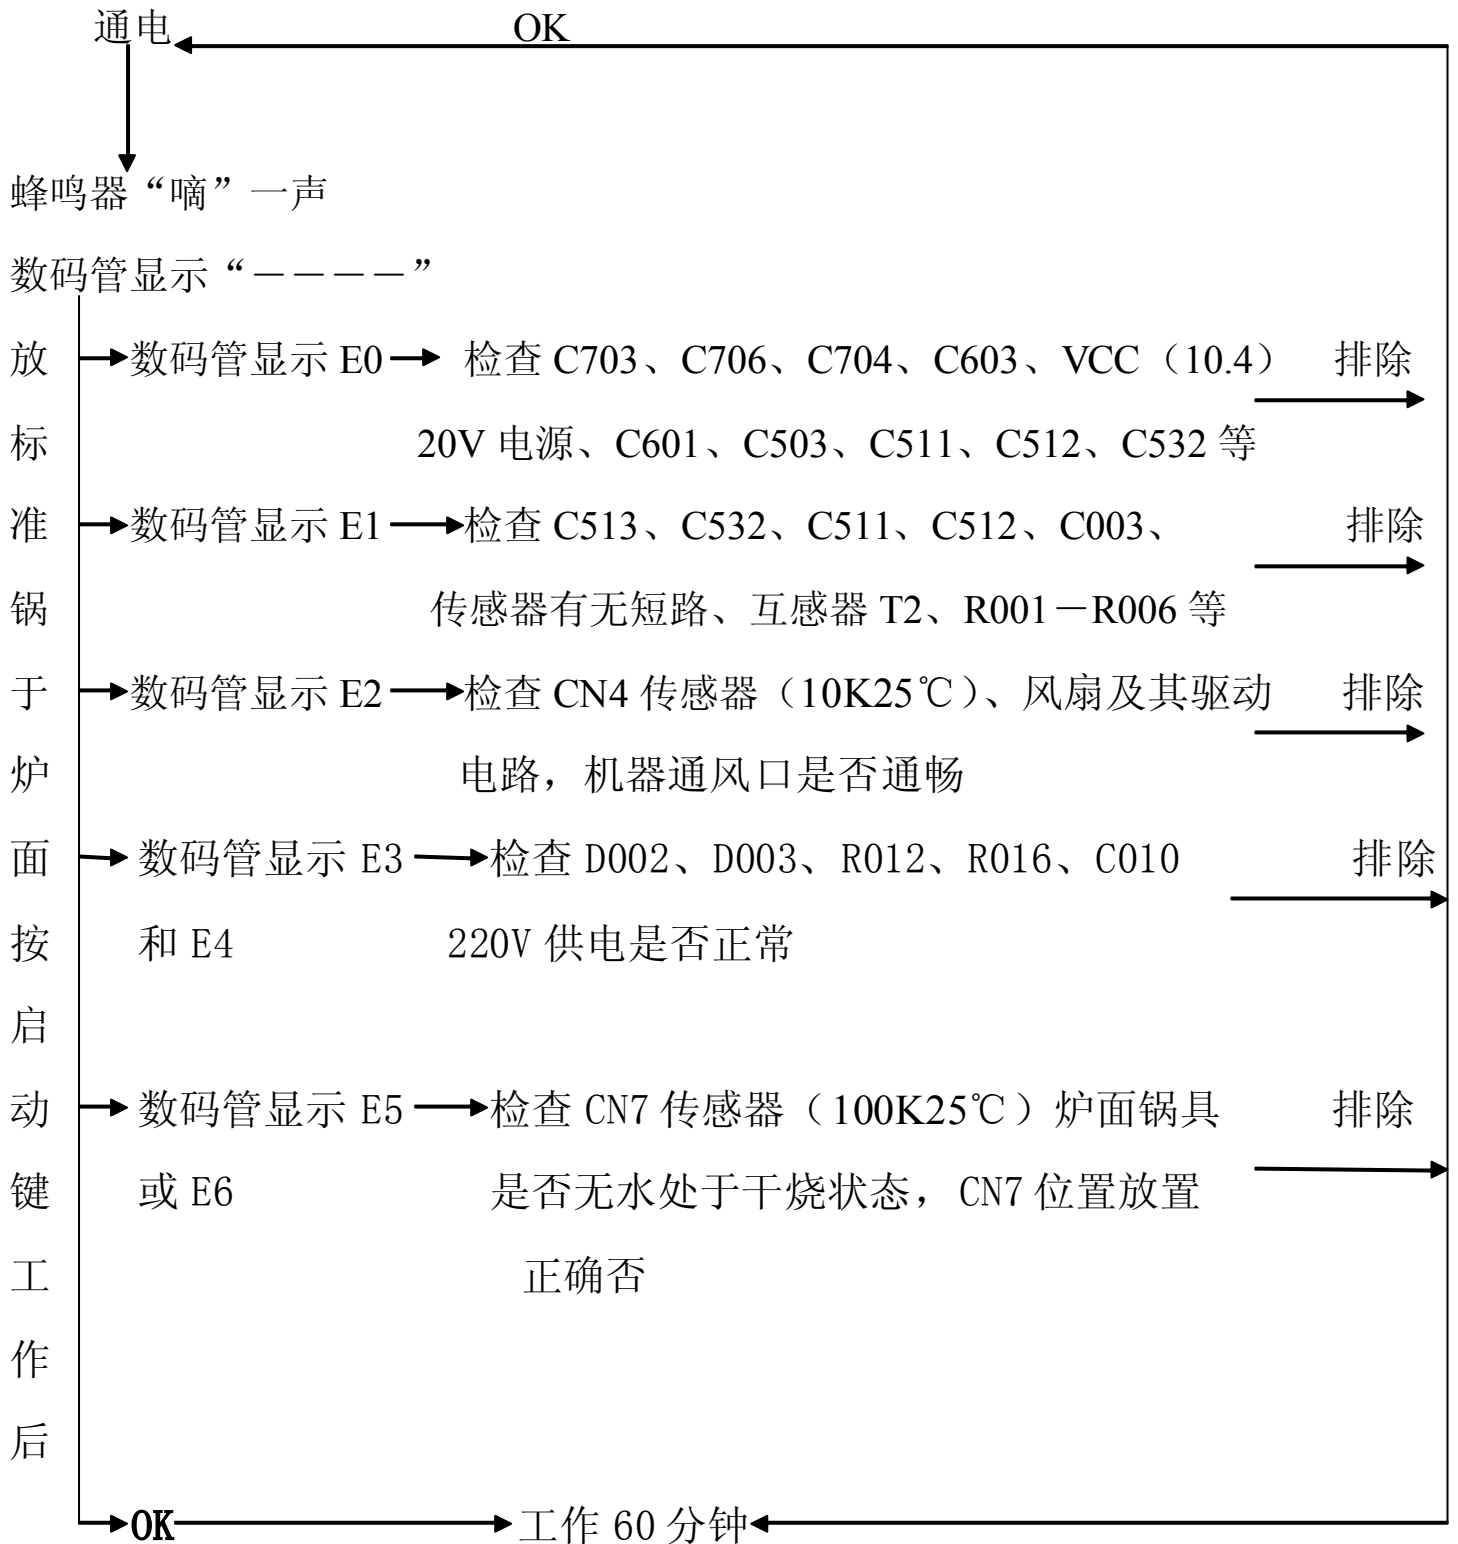 通电
OK
蜂鸣器“嘀”一声
数码管显示“－－－－”
放标准锅于炉面按启动键工作后
数码管显示 E0
检查 C703、C706、C704、C603、VCC（10.4）
排除
20V 电源、C601、C503、C511、C512、C532 等
数码管显示 E1
检查 C513、C532、C511、C512、C003、
排除
传感器有无短路、互感器 T2、R001－R006 等
数码管显示 E2
检查 CN4 传感器（10K25℃）、风扇及其驱动
排除
电路，机器通风口是否通畅
数码管显示 E3
检查 D002、D003、R012、R016、C010
排除
和 E4
220V 供电是否正常
数码管显示 E5
检查 CN7 传感器（100K25℃）炉面锅具
排除
或 E6
是否无水处于干烧状态，CN7 位置放置
正确否
OK
工作 60 分钟